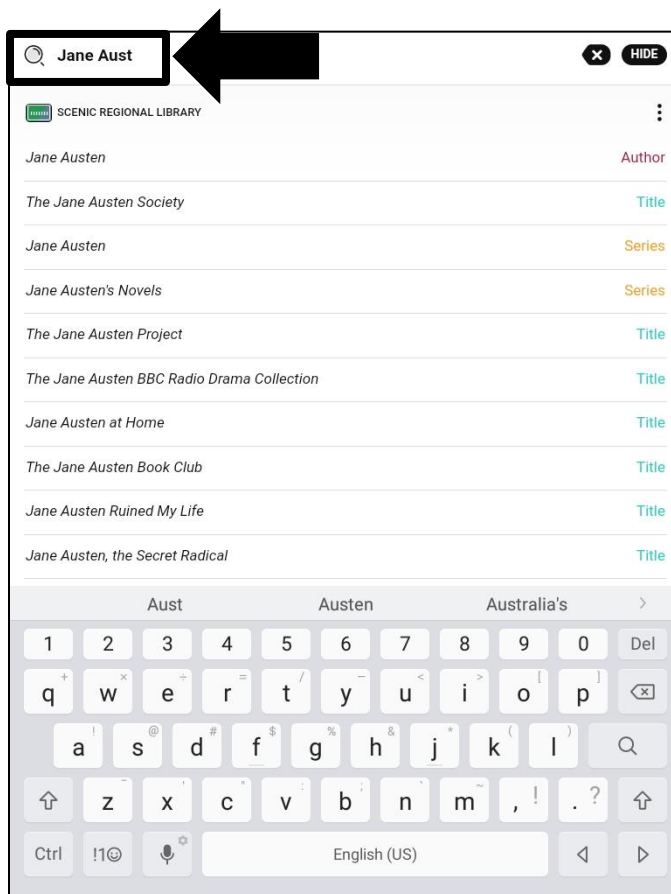 Jane Aust HIDE
SCENIC REGIONAL LIBRARY
Jane Austen Author
The Jane Austen Society Title
Jane Austen Series
Jane Austen's Novels Series
The Jane Austen Project Title
The Jane Austen BBC Radio Drama Collection Title
Jane Austen at Home Title
The Jane Austen Book Club Title
Jane Austen Ruined My Life Title
Jane Austen, the Secret Radical Title
Aust Austen Australia's >
1 2 3 4 5 6 7 8 9 0 Del
+ × ÷ = / _ < > [ ]
q w e r t y u i o p
! @ # $ % & * ( )
a s d f g h j k l
z x c v b n m , ! . ?
Ctrl !1☺ English (US)